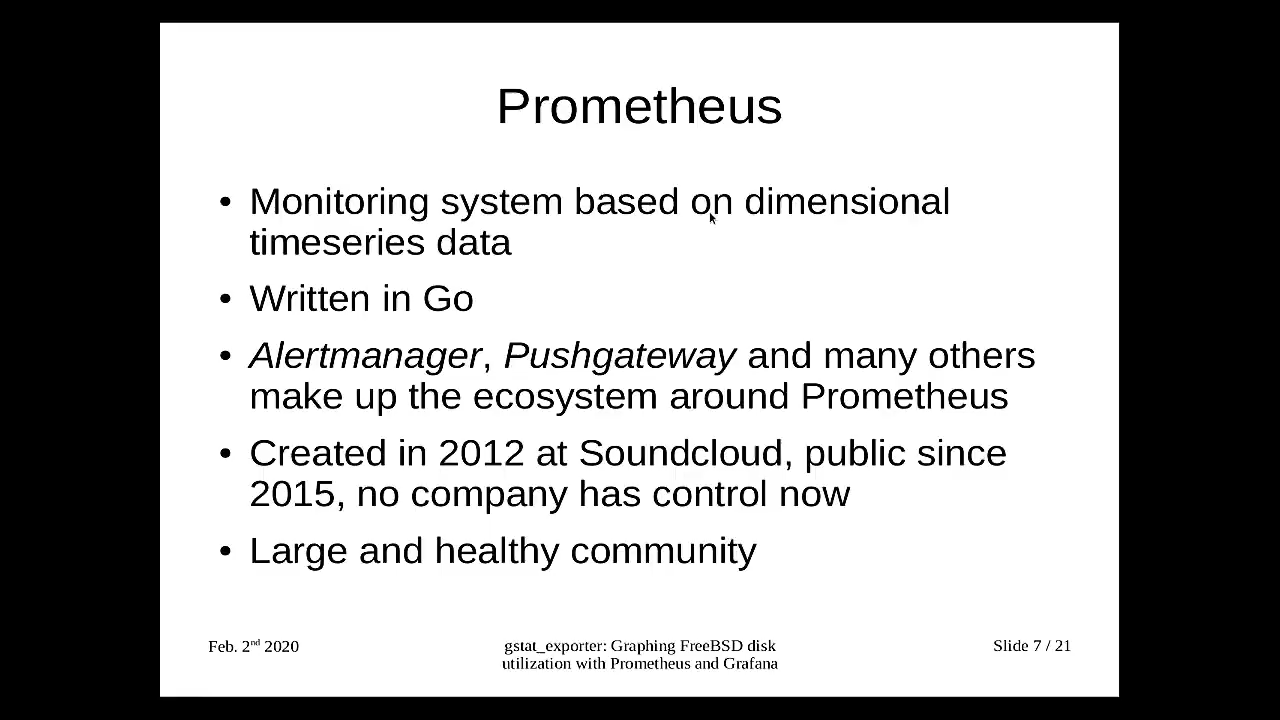 Prometheus
• Monitoring system based on dimensional
timeseries data
• Written in Go
• Alertmanager, Pushgateway and many others
make up the ecosystem around Prometheus
• Created in 2012 at Soundcloud, public since
2015, no company has control now
• Large and healthy community
Feb. 2nd 2020
gstat_exporter: Graphing FreeBSD disk
utilization with Prometheus and Grafana
Slide 7 / 21